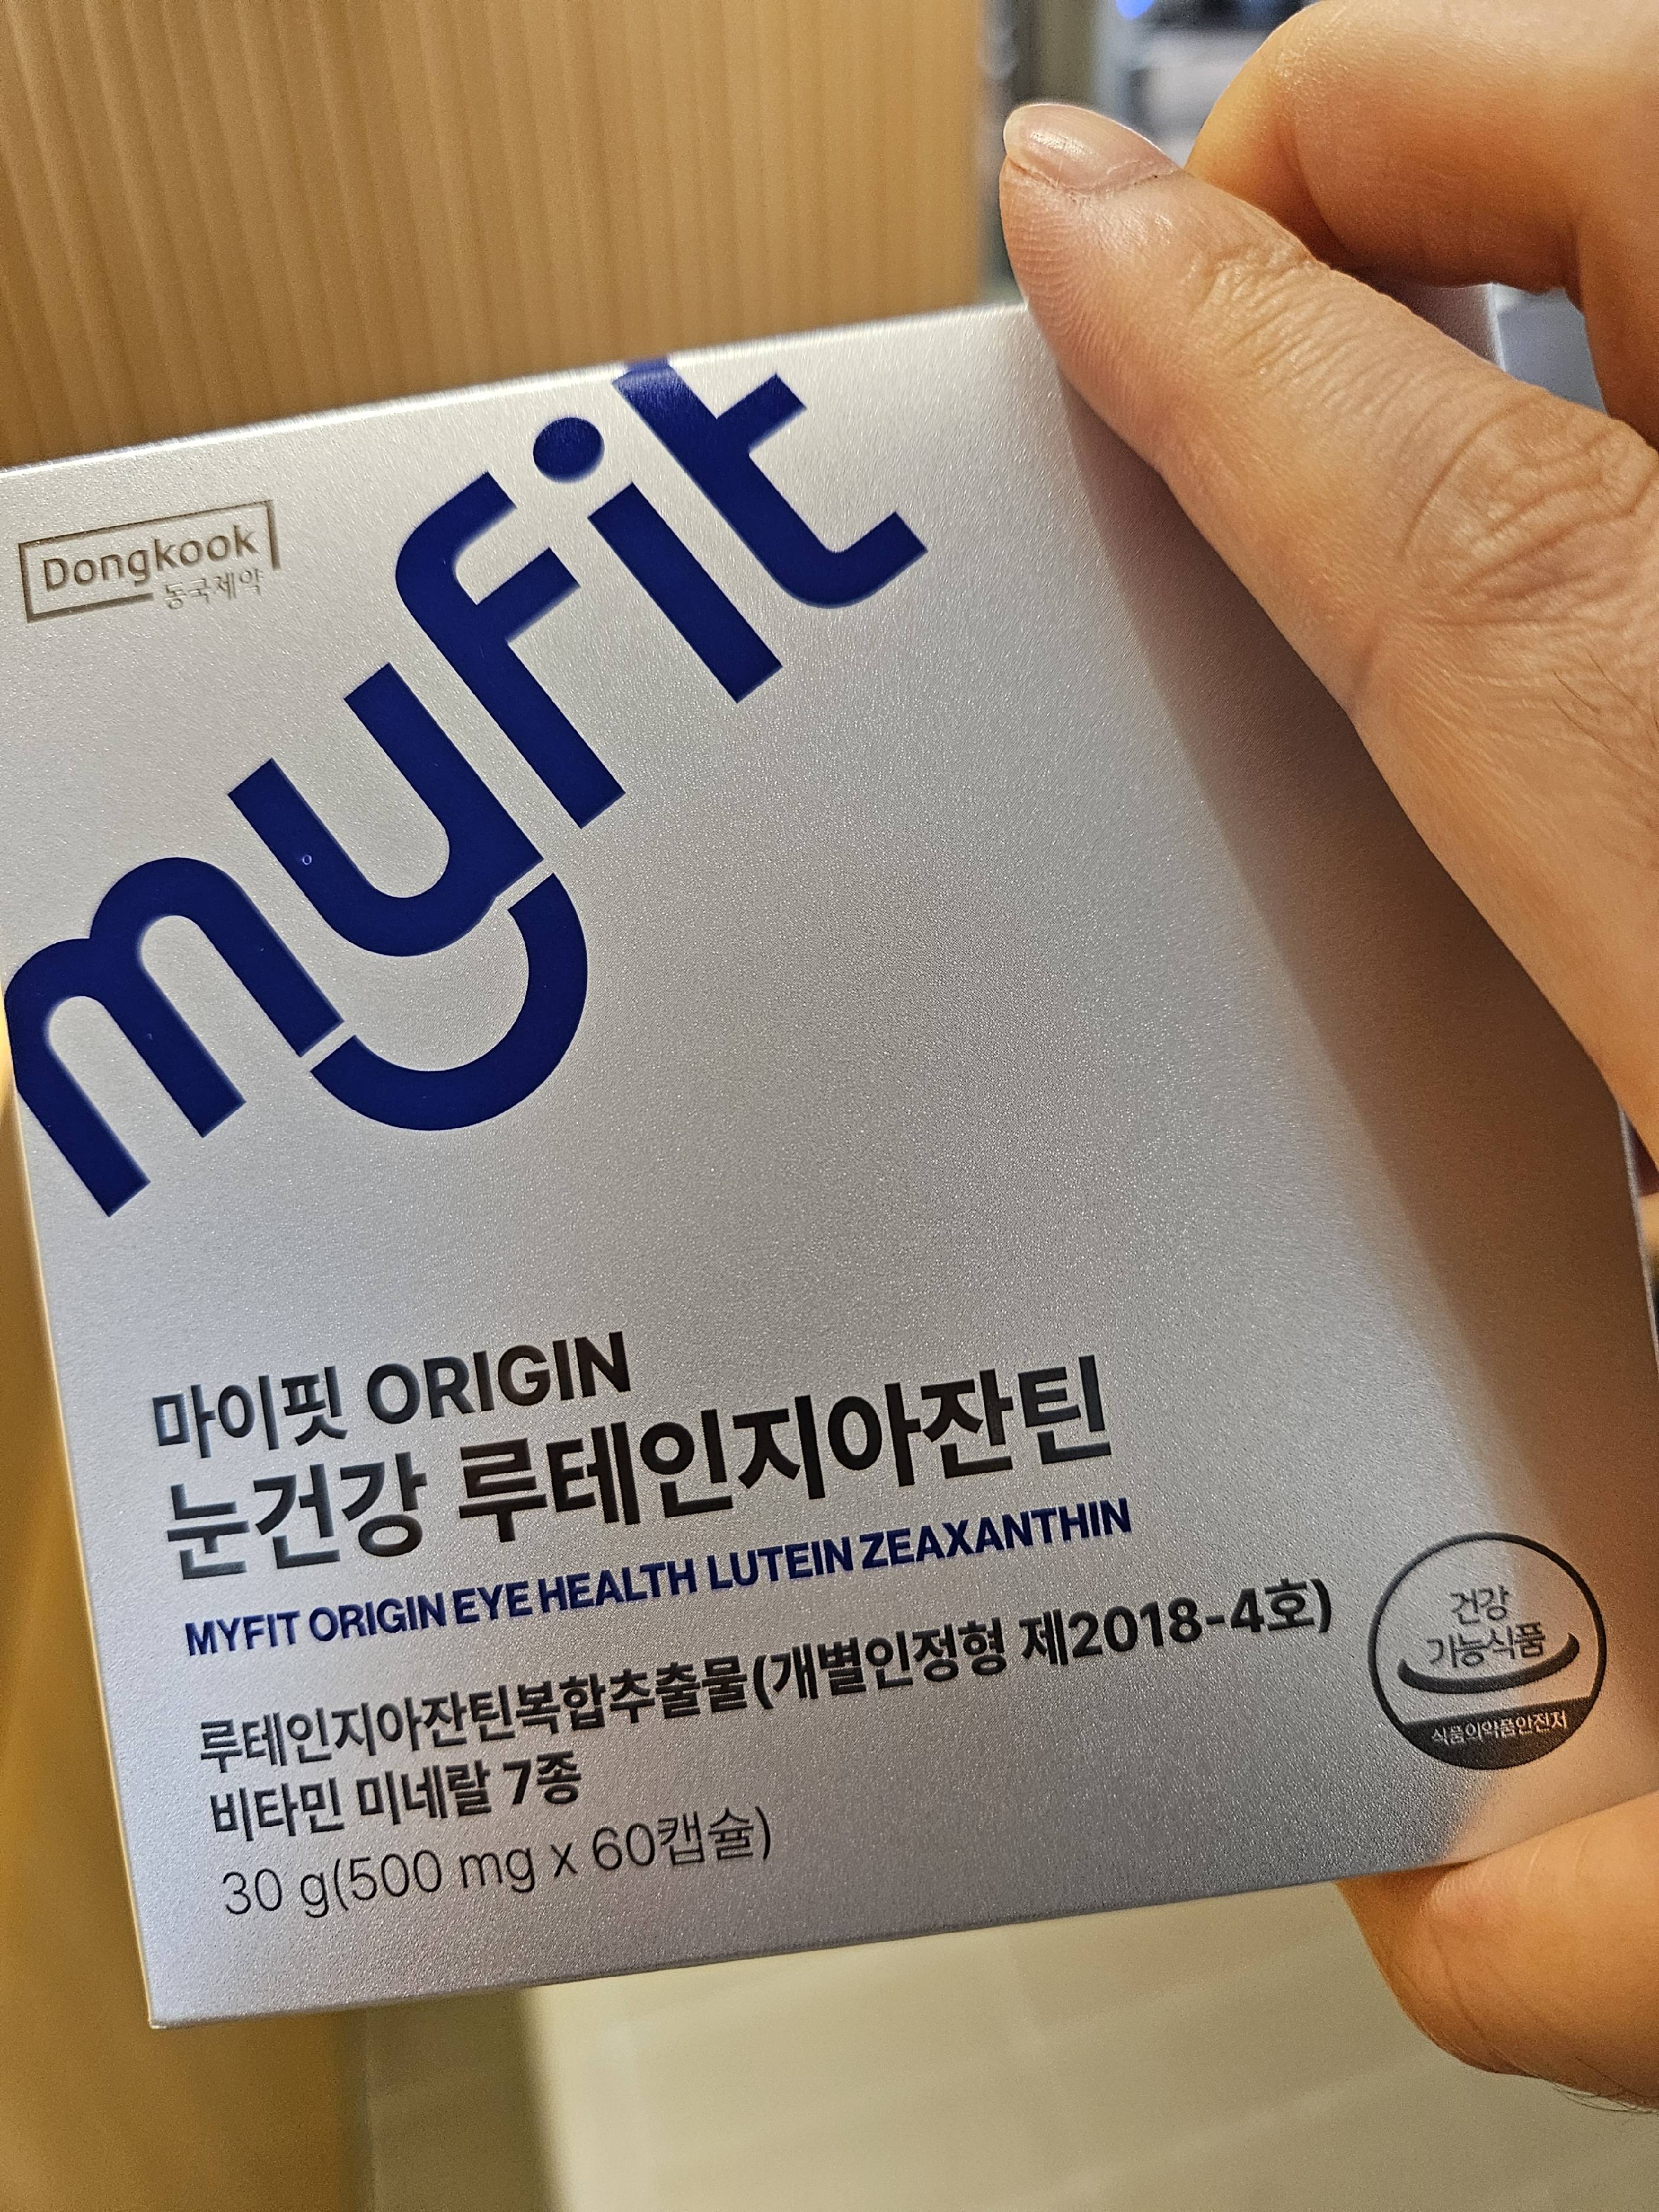 Dongkook
동국제약
myfit
마이핏 ORIGIN
눈건강 루테인지아잔틴
MYFIT ORIGIN EYE HEALTH LUTEIN ZEAXANTHIN
루테인지아잔틴복합추출물(개별인정형 제2018-4호)
비타민 미네랄 7종
30 g(500 mg x 60캡슐)
건강
기능식품
식품의약품안전처